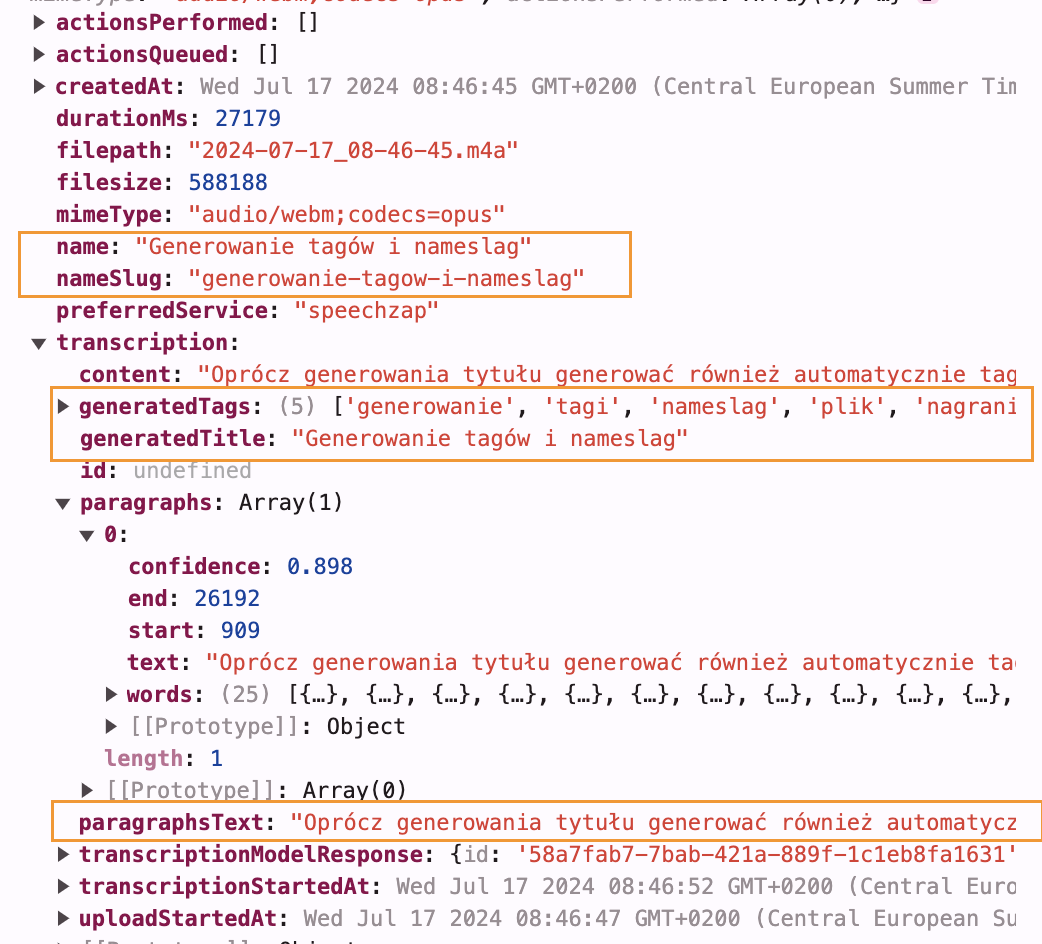 actionsPerformed: []
actionsQueued: []
createdAt: Wed Jul 17 2024 08:46:45 GMT+0200 (Central European Summer Tim
durationMs: 27179
filepath: "2024-07-17_08-46-45.m4a"
filesize: 588188
mimeType: "audio/webm;codecs=opus"
name: "Generowanie tagów i nameslag"
nameSlug: "generowanie-tagow-i-nameslag"
preferredService: "speechzap"
transcription:
content: "Oprócz generowania tytułu generować również automatycznie tag
generatedTags: (5) ['generowanie', 'tagi', 'nameslag', 'plik', 'nagrani
generatedTitle: "Generowanie tagów i nameslag"
id: undefined
paragraphs: Array(1)
0:
confidence: 0.898
end: 26192
start: 909
text: "Oprócz generowania tytułu generować również automatycznie ta
words: (25) [{…}, {…}, {…}, {…}, {…}, {…}, {…}, {…}, {…}, {…}, {…},
[[Prototype]]: Object
length: 1
[[Prototype]]: Array(0)
paragraphsText: "Oprócz generowania tytułu generować również automatycz
transcriptionModelResponse: {id: '58a7fab7-7bab-421a-889f-1c1eb8fa1631'
transcriptionStartedAt: Wed Jul 17 2024 08:46:52 GMT+0200 (Central Euro
uploadStartedAt: Wed Jul 17 2024 08:46:47 GMT+0200 (Central European Su